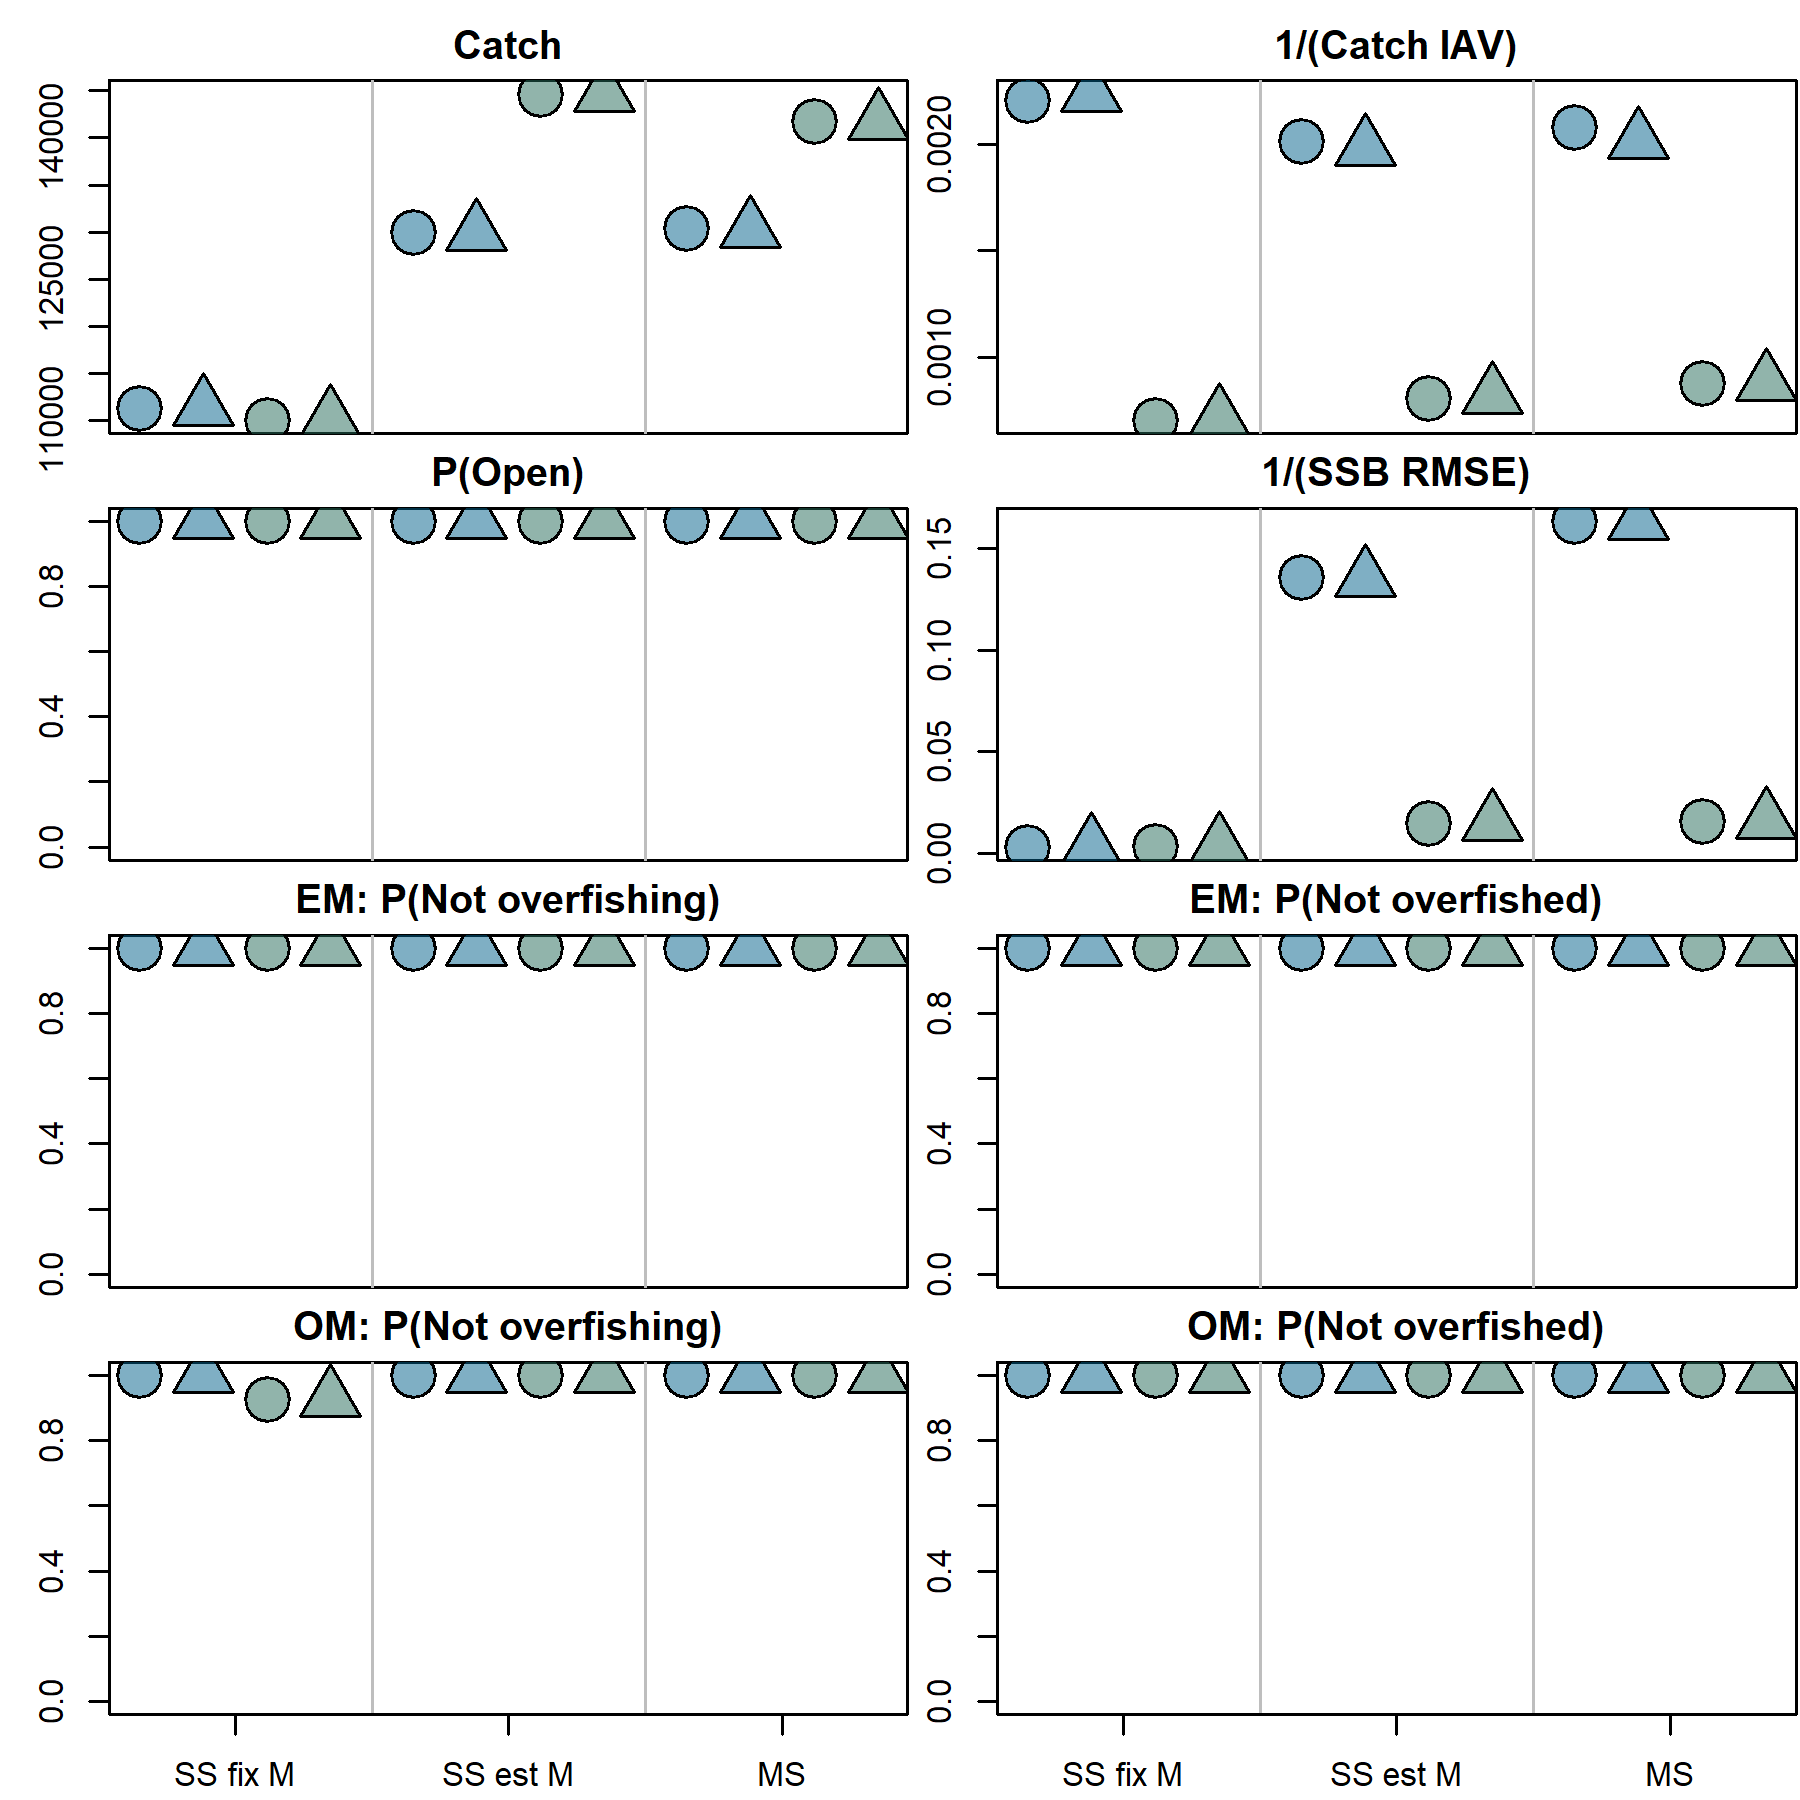 Catch
1/(Catch IAV)
140000
125000
110000
0.0020
0.0010
P(Open)
1/(SSB RMSE)
0.8
0.4
0.0
0.15
0.10
0.05
0.00
EM: P(Not overfishing)
EM: P(Not overfished)
0.8
0.4
0.0
0.8
0.4
0.0
OM: P(Not overfishing)
OM: P(Not overfished)
0.8
0.4
0.0
0.8
0.4
0.0
SS fix M SS est M MS
SS fix M SS est M MS